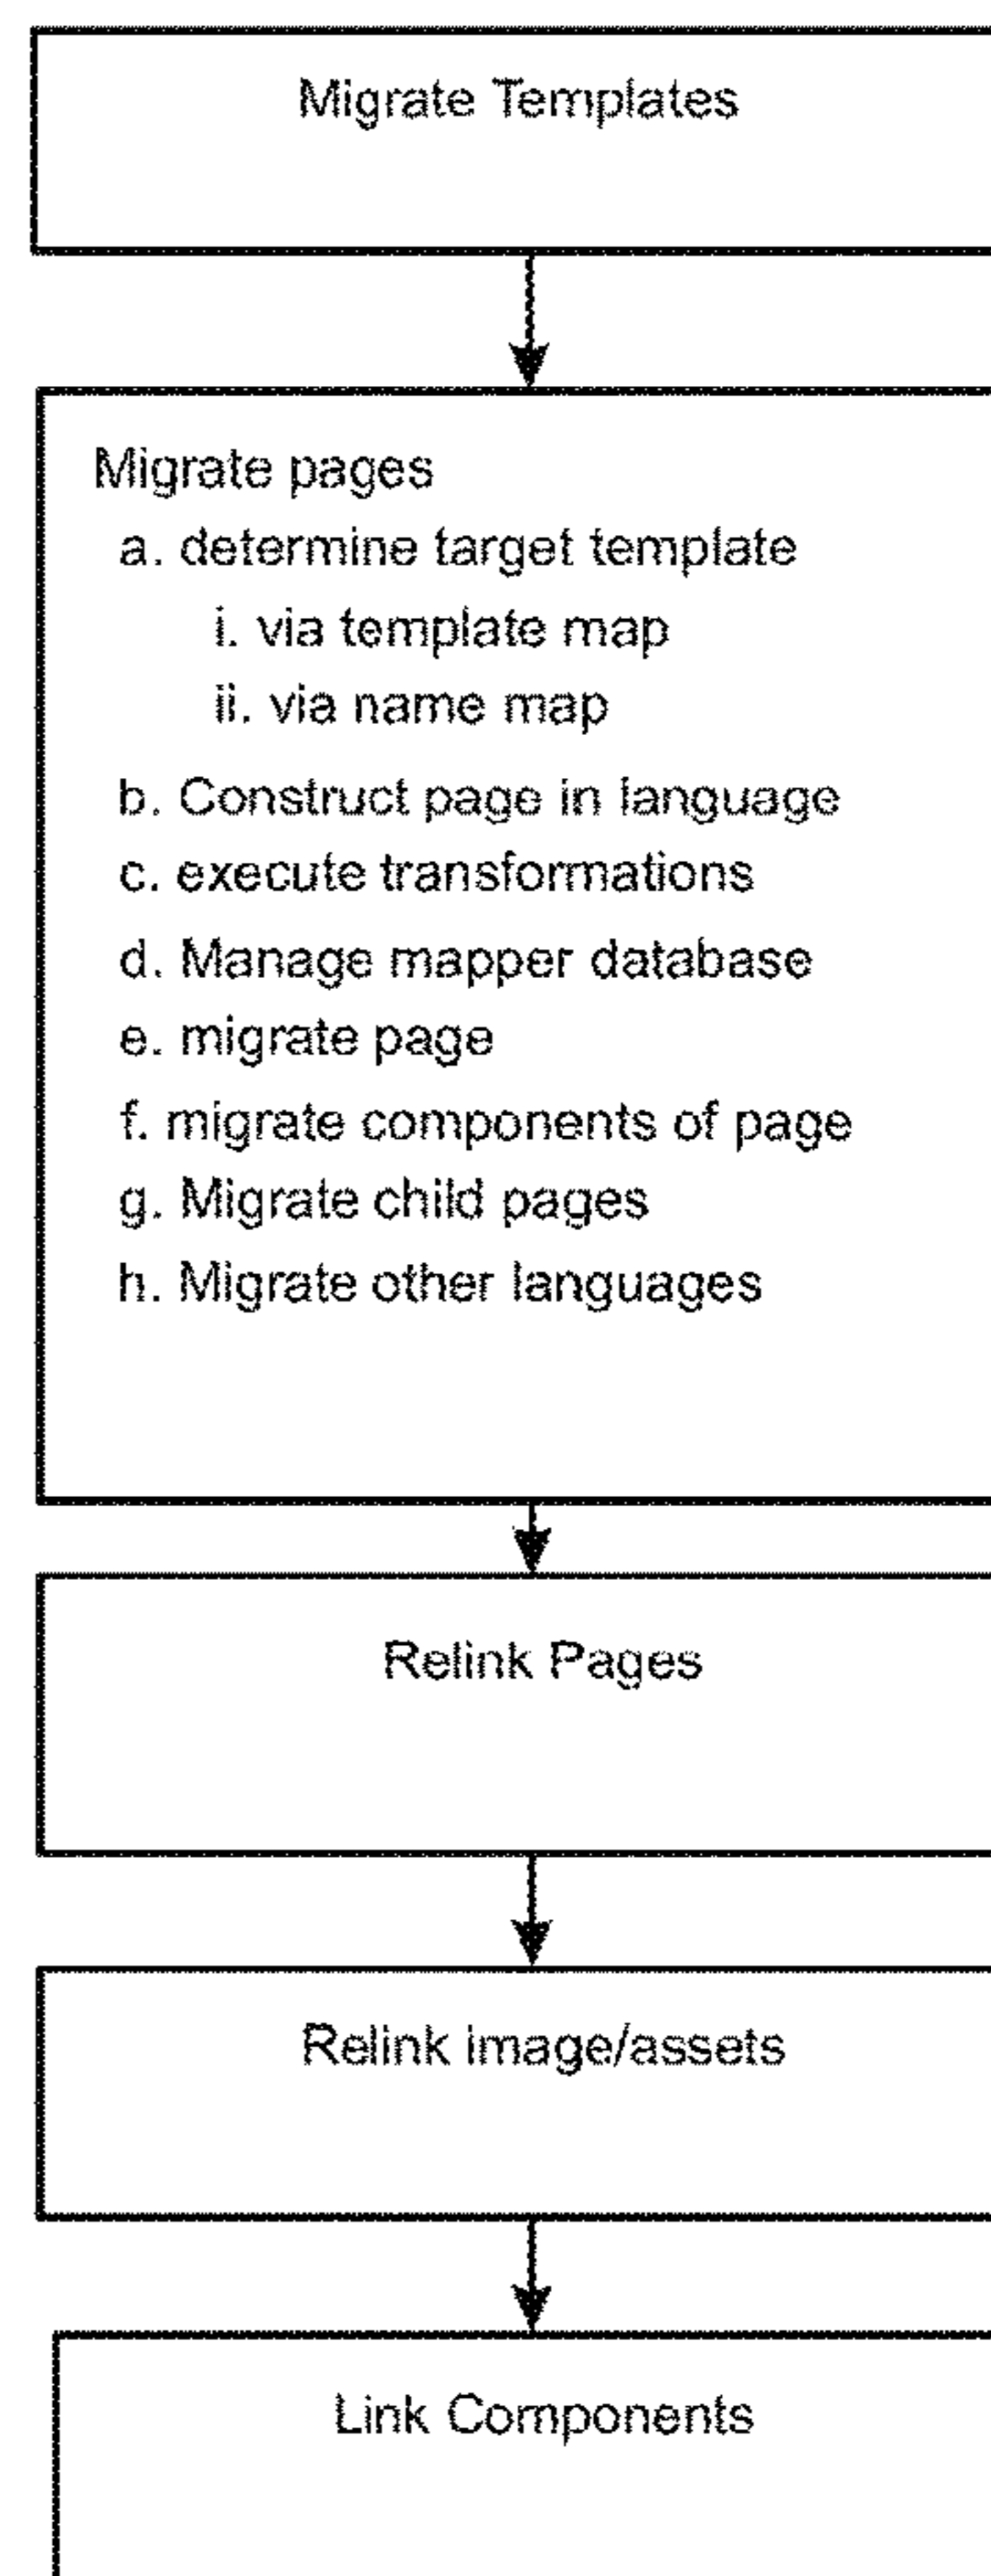 Migrate Templates
Migrate pages
a. determine target template
i. via template map
ii. via name map
b. Construct page in language
c. execute transformations
d. Manage mapper database
e. migrate page
f. migrate components of page
g. Migrate child pages
h. Migrate other languages
Relink Pages
Relink image/assets
Link Components